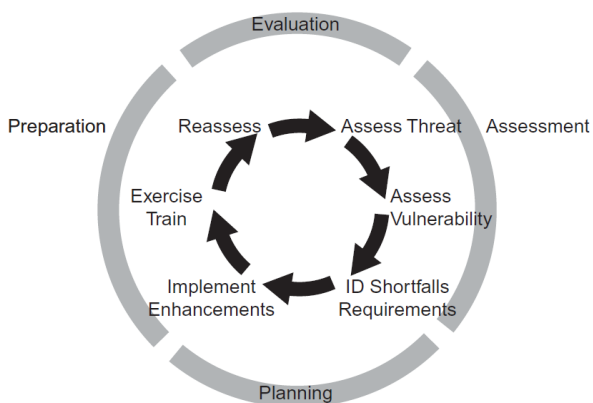 Evaluation
Preparation
Reassess
Assess Threat
Assessment
Exercise
Train
Assess
Vulnerability
Implement
Enhancements
ID Shortfalls
Requirements
Planning